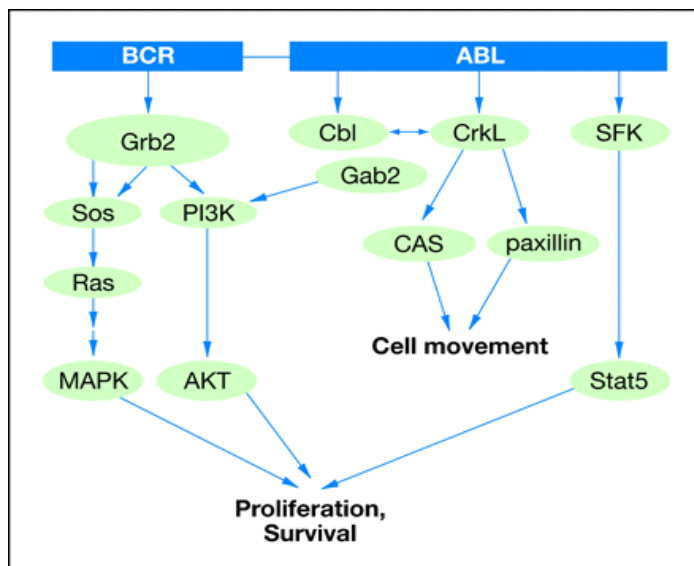 BCR
ABL
Grb2
Cbl
CrkL
SFK
Gab2
Sos
PI3K
CAS
paxillin
Ras
Cell movement
MAPK
AKT
Stat5
Proliferation,
Survival